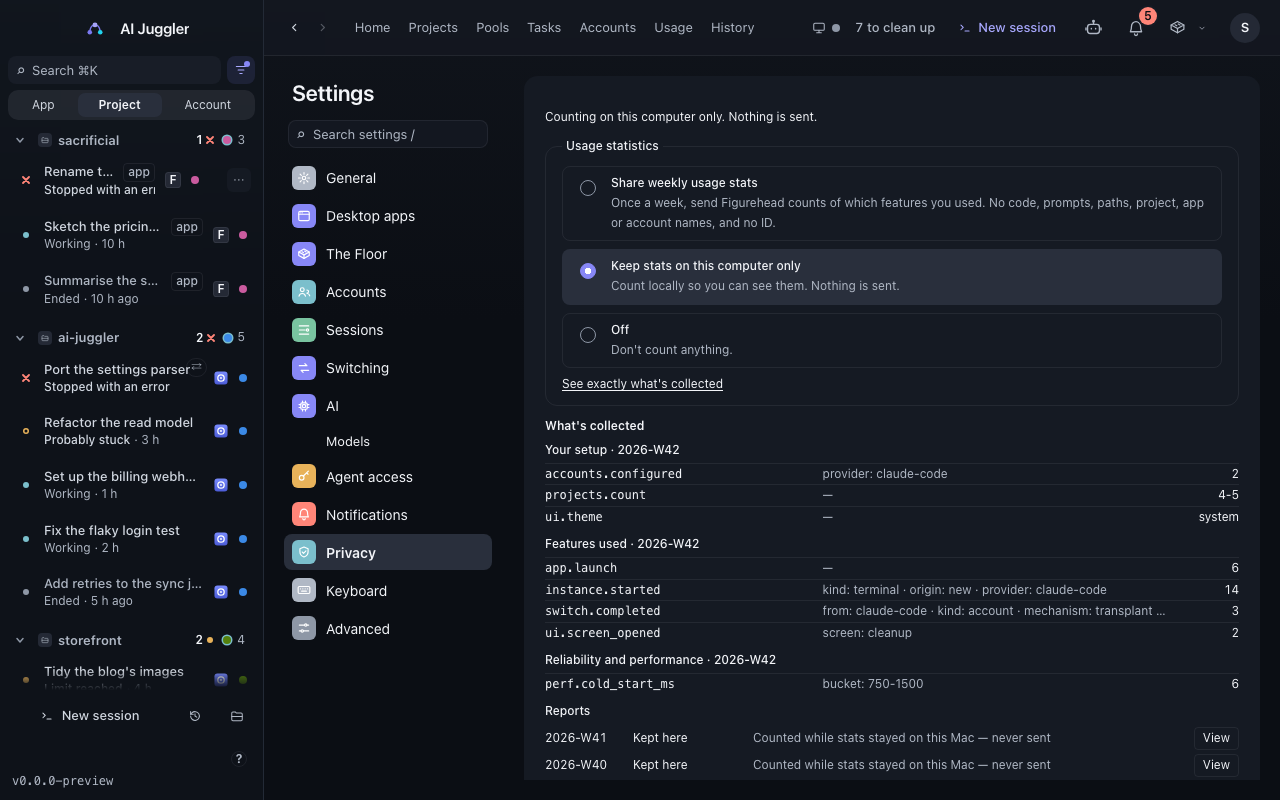 AI Juggler
Search ⌘K
App Project Account
sacrificial 1 3
Rename t... app F
Stopped with an err
Sketch the pricin... app F
Working · 10 h
Summarise the s... app F
Ended · 10 h ago
ai-juggler 2 5
Port the settings parser
Stopped with an error
Refactor the read model
Probably stuck · 3 h
Set up the billing webh...
Working · 1 h
Fix the flaky login test
Working · 2 h
Add retries to the sync j...
Ended · 5 h ago
storefront 2 4
Tidy the blog's images
Limit reached · 4 h
New session
?
v0.0.0-preview
Home Projects Pools Tasks Accounts Usage History
7 to clean up New session 5 S
Settings
Search settings /
General
Desktop apps
The Floor
Accounts
Sessions
Switching
AI
Models
Agent access
Notifications
Privacy
Keyboard
Advanced
Counting on this computer only. Nothing is sent.
Usage statistics
Share weekly usage stats
Once a week, send Figurehead counts of which features you used. No code, prompts, paths, project, app
or account names, and no ID.
Keep stats on this computer only
Count locally so you can see them. Nothing is sent.
Off
Don't count anything.
See exactly what's collected
What's collected
Your setup · 2026-W42
accounts.configured provider: claude-code 2
projects.count — 4-5
ui.theme — system
Features used · 2026-W42
app.launch — 6
instance.started kind: terminal · origin: new · provider: claude-code 14
switch.completed from: claude-code · kind: account · mechanism: transplant ... 3
ui.screen_opened screen: cleanup 2
Reliability and performance · 2026-W42
perf.cold_start_ms bucket: 750-1500 6
Reports
2026-W41 Kept here Counted while stats stayed on this Mac — never sent View
2026-W40 Kept here Counted while stats stayed on this Mac — never sent View